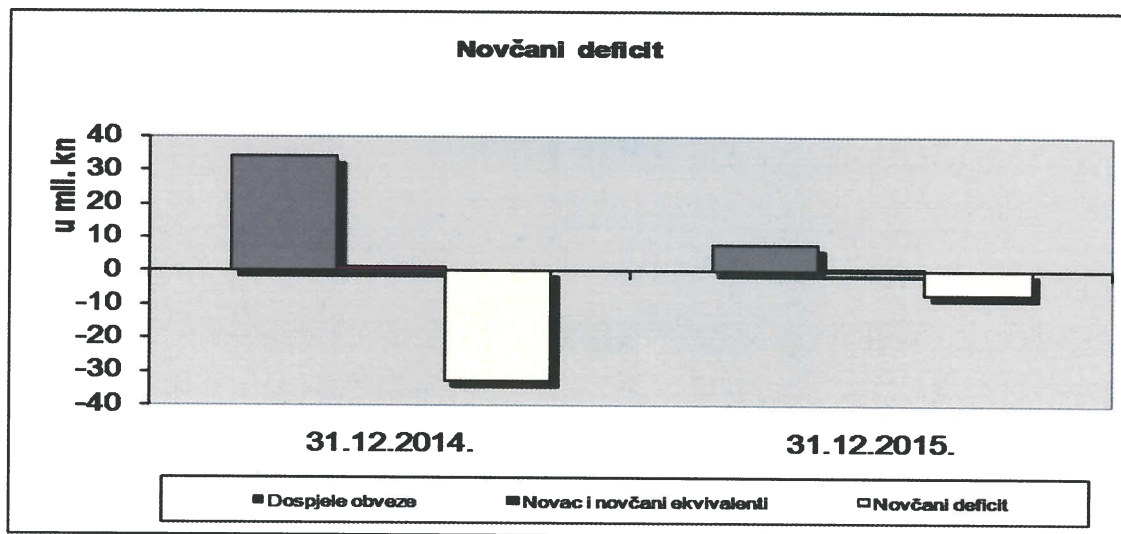 Novčani deficit
u mil. kn
40
30
20
10
0
-10
-20
-30
-40
31.12.2014.
31.12.2015.
Dospjele obveze
Novac i novčani ekvivalenti
Novčani deficit